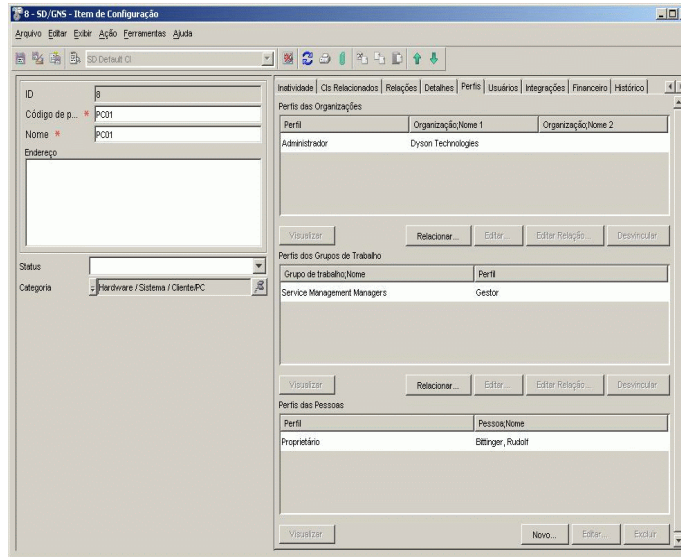 8 - SD/GNS - Item de Configuração
Arquivo Editar Exibir Ação Ferramentas Ajuda
SD Default CI
ID 8
Código de p... * PC01
Nome * PC01
Endereço
Status
Categoria Hardware / Sistema / Cliente/PC
Inatividade CIs Relacionados Relações Detalhes Perfis Usuários Integrações Financeiro Histórico
Perfis das Organizações
Perfil Organização;Nome 1 Organização;Nome 2
Administrador Dyson Technologies
Visualizar Relacionar... Editar... Editar Relação... Desvincular
Perfis dos Grupos de Trabalho
Grupo de trabalho;Nome Perfil
Service Management Managers Gestor
Visualizar Relacionar... Editar... Editar Relação... Desvincular
Perfis das Pessoas
Perfil Pessoa;Nome
Proprietário Bittinger, Rudolf
Visualizar Novo... Editar... Excluir